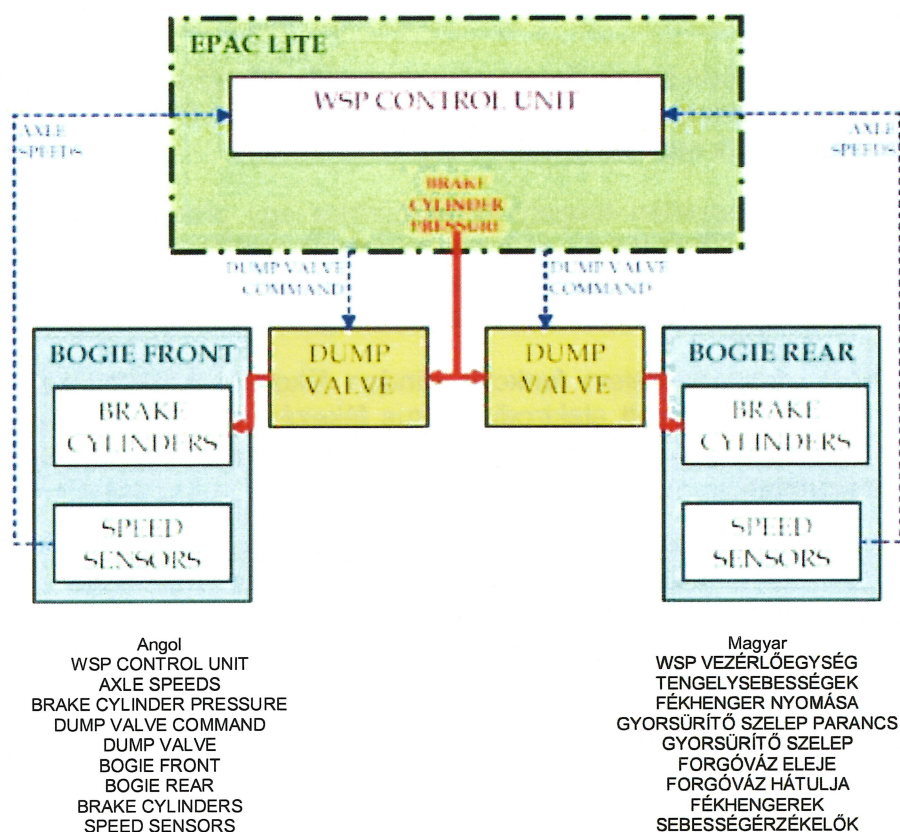 EPAC LITE
WSP CONTROL UNIT
AXLE
SPEEDS
AXLE
SPEEDS
BRAKE
CYLINDER
PRESSURE
DUMP VALVE
COMMAND
DUMP VALVE
COMMAND
BOGIE FRONT
DUMP
VALVE
DUMP
VALVE
BOGIE REAR
BRAKE
CYLINDERS
BRAKE
CYLINDERS
SPEED
SENSORS
SPEED
SENSORS
Angol
WSP CONTROL UNIT
AXLE SPEEDS
BRAKE CYLINDER PRESSURE
DUMP VALVE COMMAND
DUMP VALVE
BOGIE FRONT
BOGIE REAR
BRAKE CYLINDERS
SPEED SENSORS
Magyar
WSP VEZÉRLŐEGYSÉG
TENGELYSEBESSÉGEK
FÉKHENGER NYOMÁSA
GYORSÜRÍTŐ SZELEP PARANCS
GYORSÜRÍTŐ SZELEP
FORGÓVÁZ ELEJE
FORGÓVÁZ HÁTULJA
FÉKHENGEREK
SEBESSÉGÉRZÉKELŐK